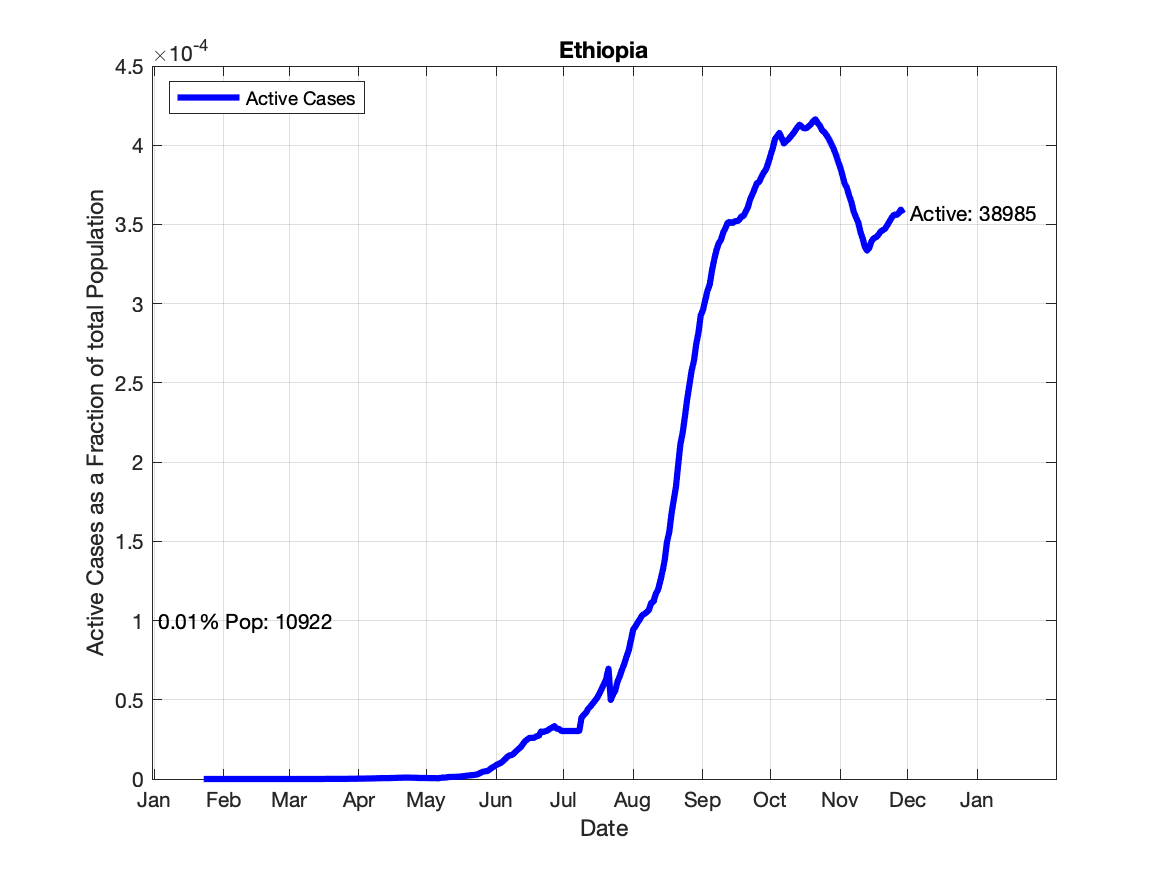 Ethiopia
×10-4
4.5
4
3.5
3
2.5
2
1.5
1
0.5
0
Active Cases
Active: 38985
0.01% Pop: 10922
Active Cases as a Fraction of total Population
Jan Feb Mar Apr May Jun Jul Aug Sep Oct Nov Dec Jan
Date